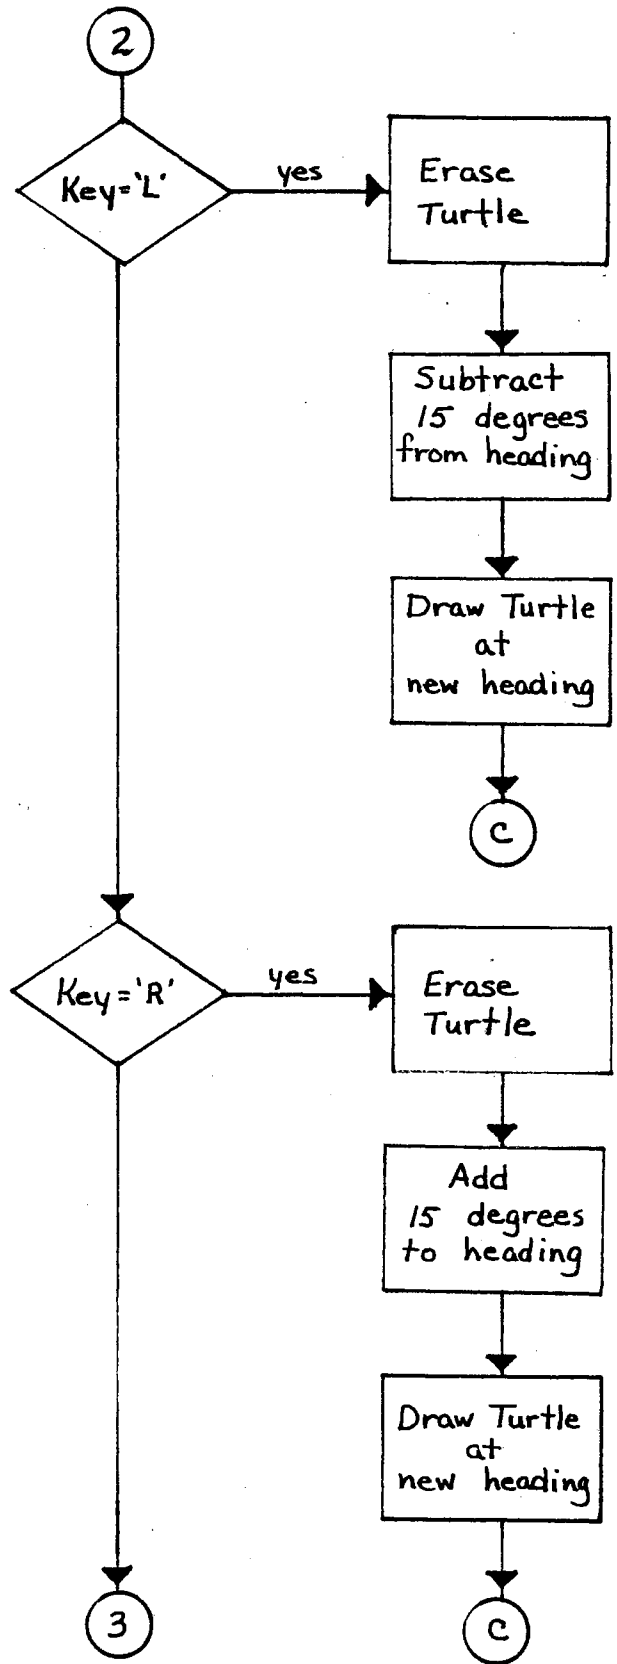 2
Key='L'
yes
Erase
Turtle
Subtract
15 degrees
from heading
Draw Turtle
at
new heading
C
Key='R'
yes
Erase
Turtle
Add
15 degrees
to heading
Draw Turtle
at
new heading
3
C